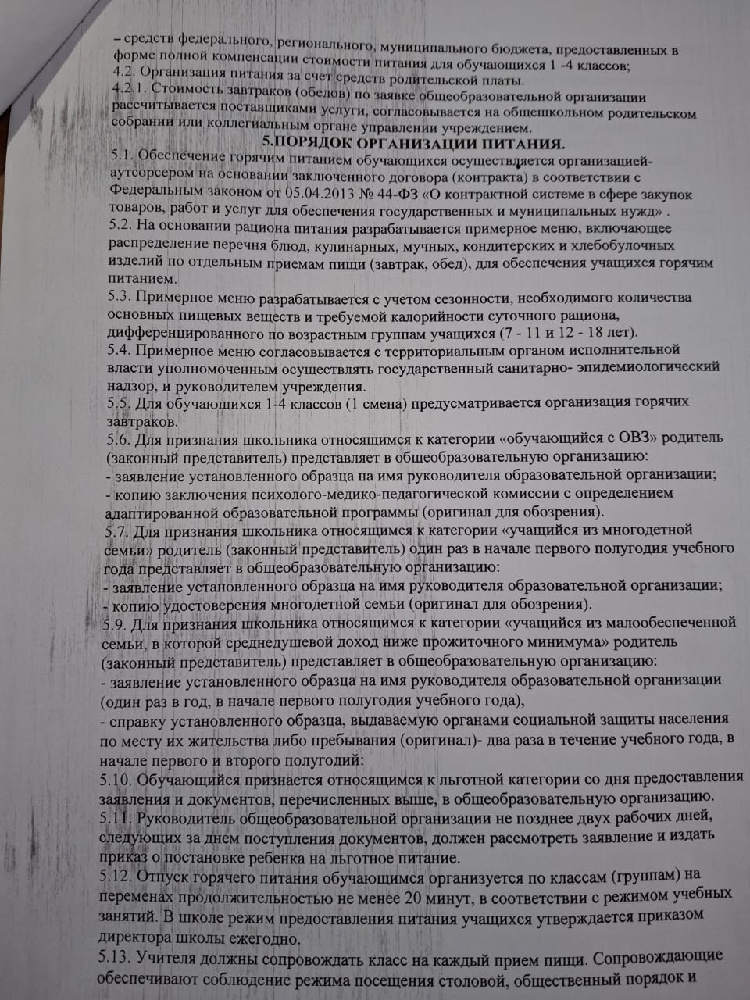 – средств федерального, регионального, муниципального бюджета, предоставленных в
форме полной компенсации стоимости питания для обучающихся 1 -4 классов;
4.2. Организация питания за счет средств родительской платы.
4.2.1. Стоимость завтраков (обедов) по заявке общеобразовательной организации
рассчитывается поставщиками услуги, согласовывается на общешкольном родительском
собрании или коллегиальным органе управлении учреждением.
5.ПОРЯДОК ОРГАНИЗАЦИИ ПИТАНИЯ.
5.1. Обеспечение горячим питанием обучающихся осуществляется организацией-
аутсорсером на основании заключенного договора (контракта) в соответствии с
Федеральным законом от 05.04.2013 № 44-ФЗ «О контрактной системе в сфере закупок
товаров, работ и услуг для обеспечения государственных и муниципальных нужд» .
5.2. На основании рациона питания разрабатывается примерное меню, включающее
распределение перечня блюд, кулинарных, мучных, кондитерских и хлебобулочных
изделий по отдельным приемам пищи (завтрак, обед), для обеспечения учащихся горячим
питанием.
5.3. Примерное меню разрабатывается с учетом сезонности, необходимого количества
основных пищевых веществ и требуемой калорийности суточного рациона,
дифференцированного по возрастным группам учащихся (7 - 11 и 12 - 18 лет).
5.4. Примерное меню согласовывается с территориальным органом исполнительной
власти уполномоченным осуществлять государственный санитарно- эпидемиологический
надзор, и руководителем учреждения.
5.5. Для обучающихся 1-4 классов (1 смена) предусматривается организация горячих
завтраков.
5.6. Для признания школьника относящимся к категории «обучающийся с ОВЗ» родитель
(законный представитель) представляет в общеобразовательную организацию:
- заявление установленного образца на имя руководителя образовательной организации;
- копию заключения психолого-медико-педагогической комиссии с определением
адаптированной образовательной программы (оригинал для обозрения).
5.7. Для признания школьника относящимся к категории «учащийся из многодетной
семьи» родитель (законный представитель) один раз в начале первого полугодия учебного
года представляет в общеобразовательную организацию:
- заявление установленного образца на имя руководителя образовательной организации;
- копию удостоверения многодетной семьи (оригинал для обозрения).
5.9. Для признания школьника относящимся к категории «учащийся из малообеспеченной
семьи, в которой среднедушевой доход ниже прожиточного минимума» родитель
(законный представитель) представляет в общеобразовательную организацию:
- заявление установленного образца на имя руководителя образовательной организации
(один раз в год, в начале первого полугодия учебного года),
- справку установленного образца, выдаваемую органами социальной защиты населения
по месту их жительства либо пребывания (оригинал)- два раза в течение учебного года, в
начале первого и второго полугодий:
5.10. Обучающийся признается относящимся к льготной категории со дня предоставления
заявления и документов, перечисленных выше, в общеобразовательную организацию.
5.11. Руководитель общеобразовательной организации не позднее двух рабочих дней,
следующих за днем поступления документов, должен рассмотреть заявление и издать
приказ о постановке ребенка на льготное питание.
5.12. Отпуск горячего питания обучающимся организуется по классам (группам) на
переменах продолжительностью не менее 20 минут, в соответствии с режимом учебных
занятий. В школе режим предоставления питания учащихся утверждается приказом
директора школы ежегодно.
5.13. Учителя должны сопровождать класс на каждый прием пищи. Сопровождающие
обеспечивают соблюдение режима посещения столовой, общественный порядок и